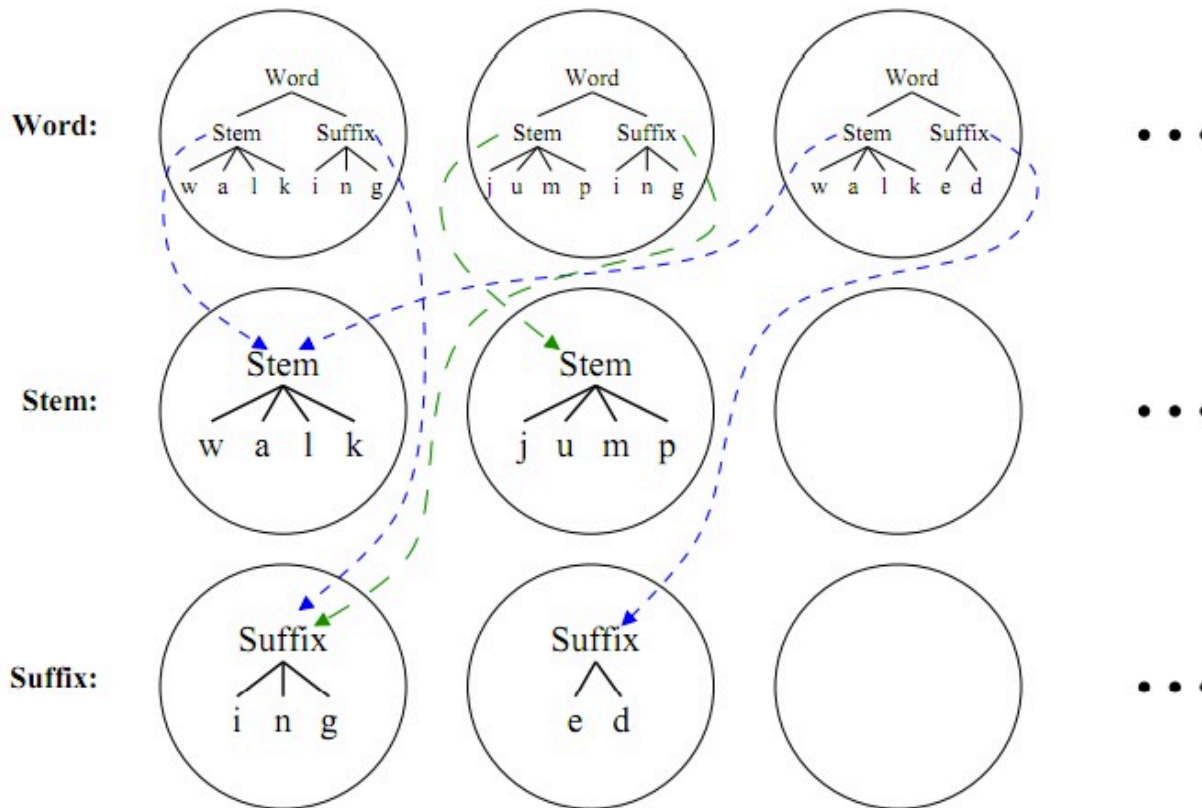 Word Word Word
Word: Stem Suffix Stem Suffix Stem Suffix • • •
w a l k i n g j u m p i n g w a l k e d
Stem Stem
Stem: • • •
w a l k j u m p
Suffix Suffix
Suffix: • • •
i n g e d